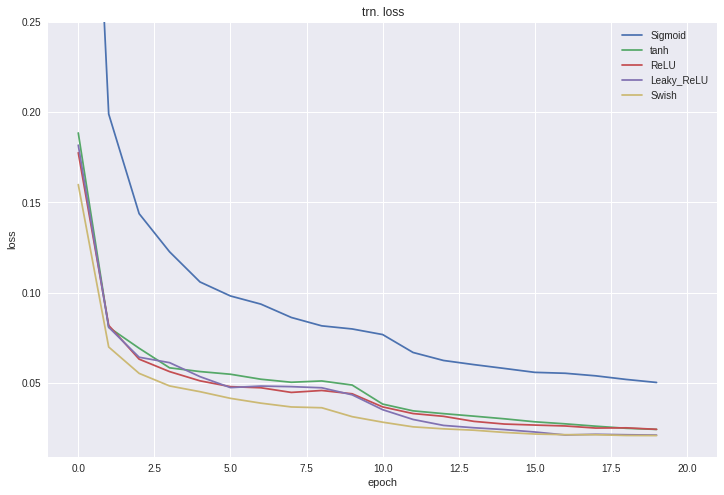 trn. loss
0.25
0.20
0.15
0.10
0.05
loss
Sigmoid
tanh
ReLU
Leaky_ReLU
Swish
0.0 2.5 5.0 7.5 10.0 12.5 15.0 17.5 20.0
epoch